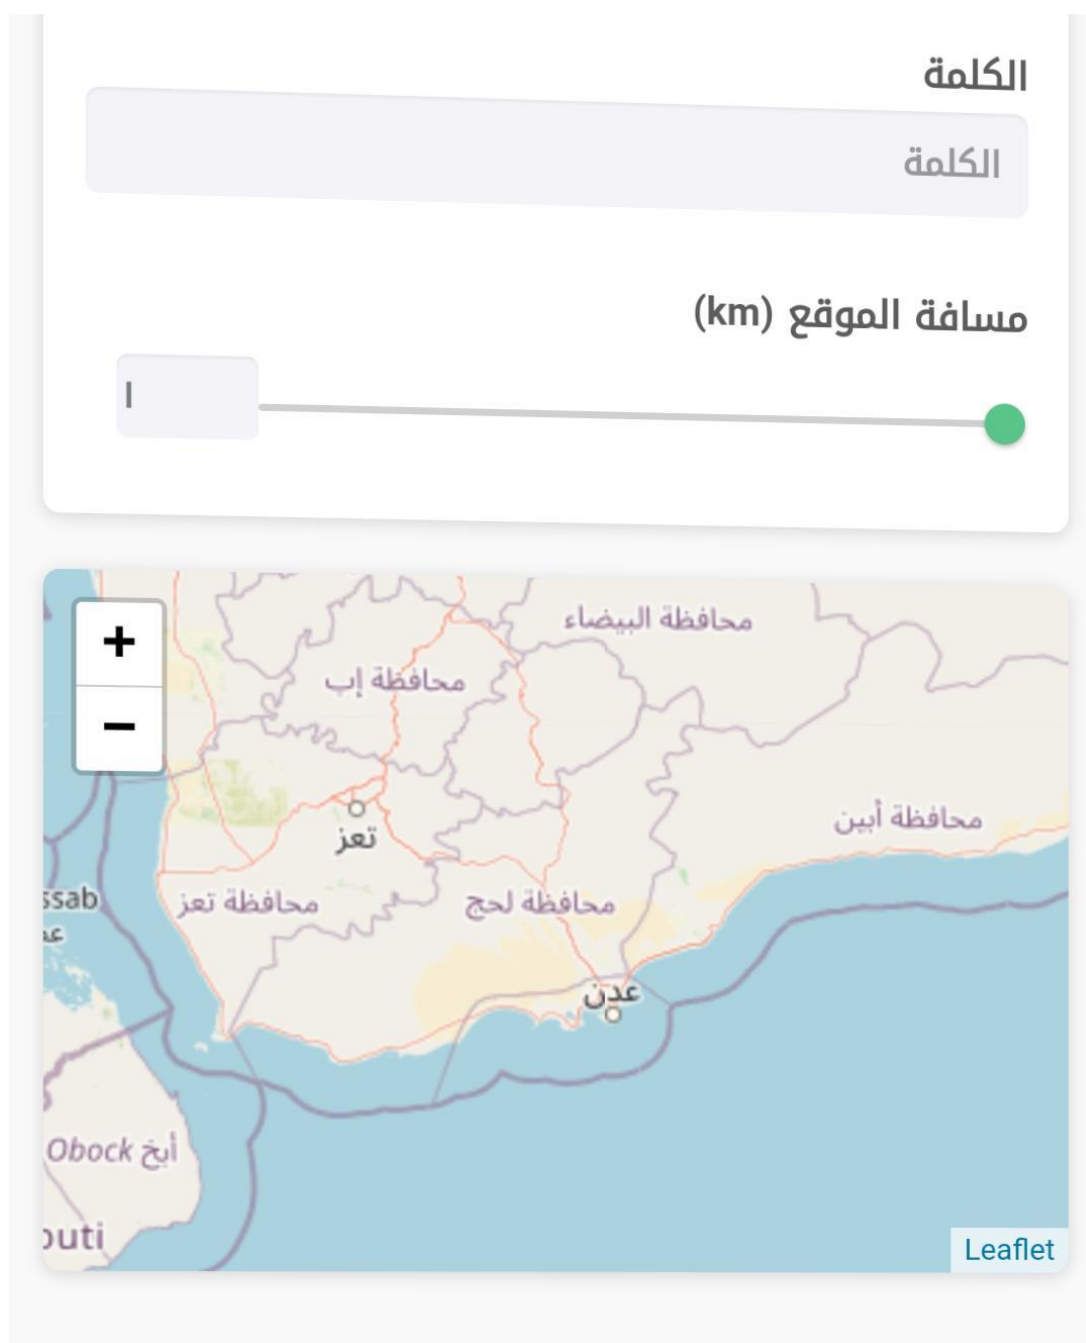 الكلمة
الكلمة
مسافة الموقع (km)
ا
+
−
محافظة البيضاء
محافظة إب
تعز
محافظة أبين
محافظة تعز
محافظة لحج
ssab
عدن
Obock أبخ
outi
Leaflet